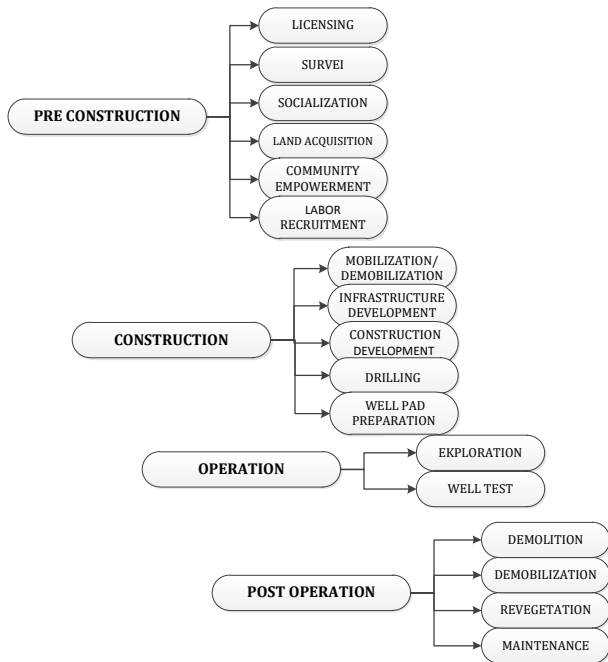 PRE CONSTRUCTION
LICENSING
SURVEI
SOCIALIZATION
LAND ACQUISITION
COMMUNITY
EMPOWERMENT
LABOR
RECRUITMENT
CONSTRUCTION
MOBILIZATION/
DEMOBILIZATION
INFRASTRUCTURE
DEVELOPMENT
CONSTRUCTION
DEVELOPMENT
DRILLING
WELL PAD
PREPARATION
OPERATION
EKPLORATION
WELL TEST
POST OPERATION
DEMOLITION
DEMOBILIZATION
REVEGETATION
MAINTENANCE